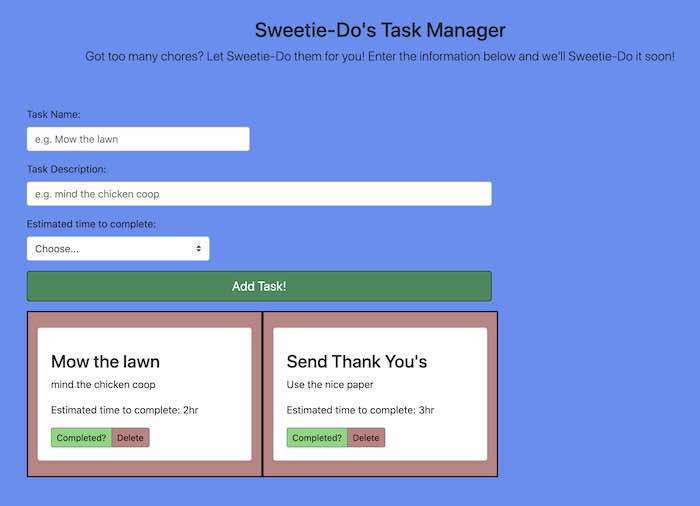 Sweetie-Do's Task Manager
Got too many chores? Let Sweetie-Do them for you! Enter the information below and we'll Sweetie-Do it soon!
Task Name:
e.g. Mow the lawn
Task Description:
e.g. mind the chicken coop
Estimated time to complete:
Choose...
Add Task!
Mow the lawn
mind the chicken coop
Estimated time to complete: 2hr
Completed? Delete
Send Thank You's
Use the nice paper
Estimated time to complete: 3hr
Completed? Delete